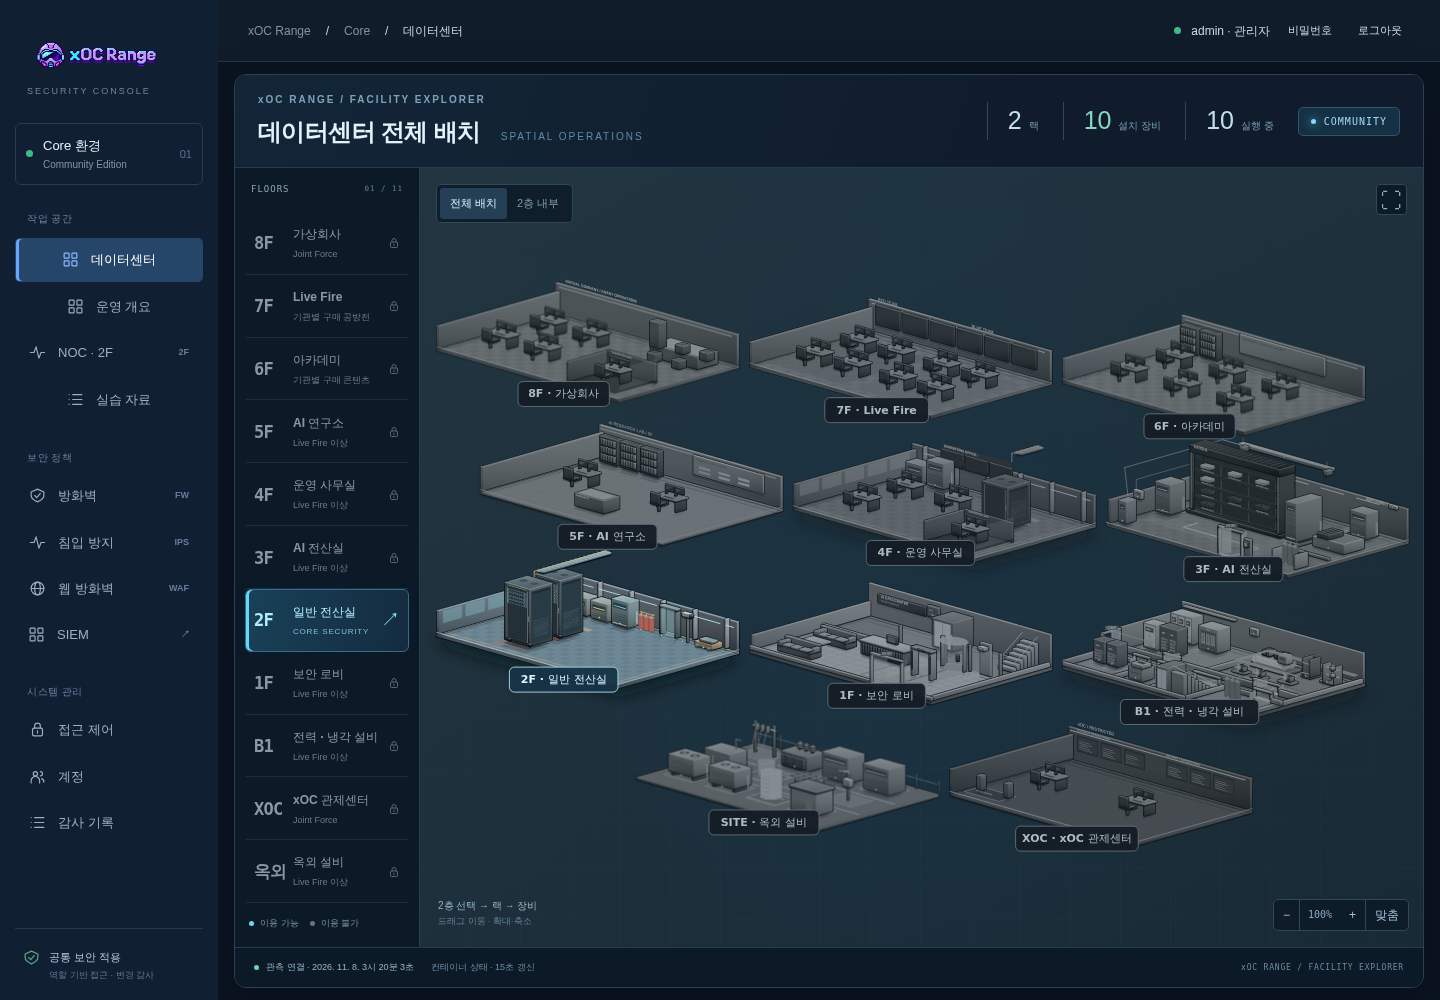 xOC Range
SECURITY CONSOLE
Core 환경
Community Edition
01
작업 공간
데이터센터
운영 개요
NOC · 2F
2F
실습 자료
보안 정책
방화벽
FW
침입 방지
IPS
웹 방화벽
WAF
SIEM
↗
시스템 관리
접근 제어
계정
감사 기록
공통 보안 적용
역할 기반 접근 · 변경 감사
xOC Range / Core / 데이터센터
admin · 관리자
비밀번호
로그아웃
xOC RANGE / FACILITY EXPLORER
데이터센터 전체 배치
SPATIAL OPERATIONS
2 랙
10 설치 장비
10 실행 중
COMMUNITY
FLOORS
01 / 11
8F
가상회사
Joint Force
7F
Live Fire
기관별 구매 공방전
6F
아카데미
기관별 구매 콘텐츠
5F
AI 연구소
Live Fire 이상
4F
운영 사무실
Live Fire 이상
3F
AI 전산실
Live Fire 이상
2F
일반 전산실
CORE SECURITY
↗
1F
보안 로비
Live Fire 이상
B1
전력 · 냉각 설비
Live Fire 이상
XOC
xOC 관제센터
Joint Force
옥외
옥외 설비
Live Fire 이상
이용 가능
이용 불가
전체 배치
2층 내부
8F · 가상회사
7F · Live Fire
6F · 아카데미
5F · AI 연구소
4F · 운영 사무실
3F · AI 전산실
2F · 일반 전산실
1F · 보안 로비
B1 · 전력 · 냉각 설비
SITE · 옥외 설비
XOC · xOC 관제센터
2층 선택 → 랙 → 장비
드래그 이동 · 확대·축소
− 100% + 맞춤
관측 연결 · 2026. 11. 8. 3시 20분 3초
컨테이너 상태 · 15초 갱신
xOC RANGE / FACILITY EXPLORER